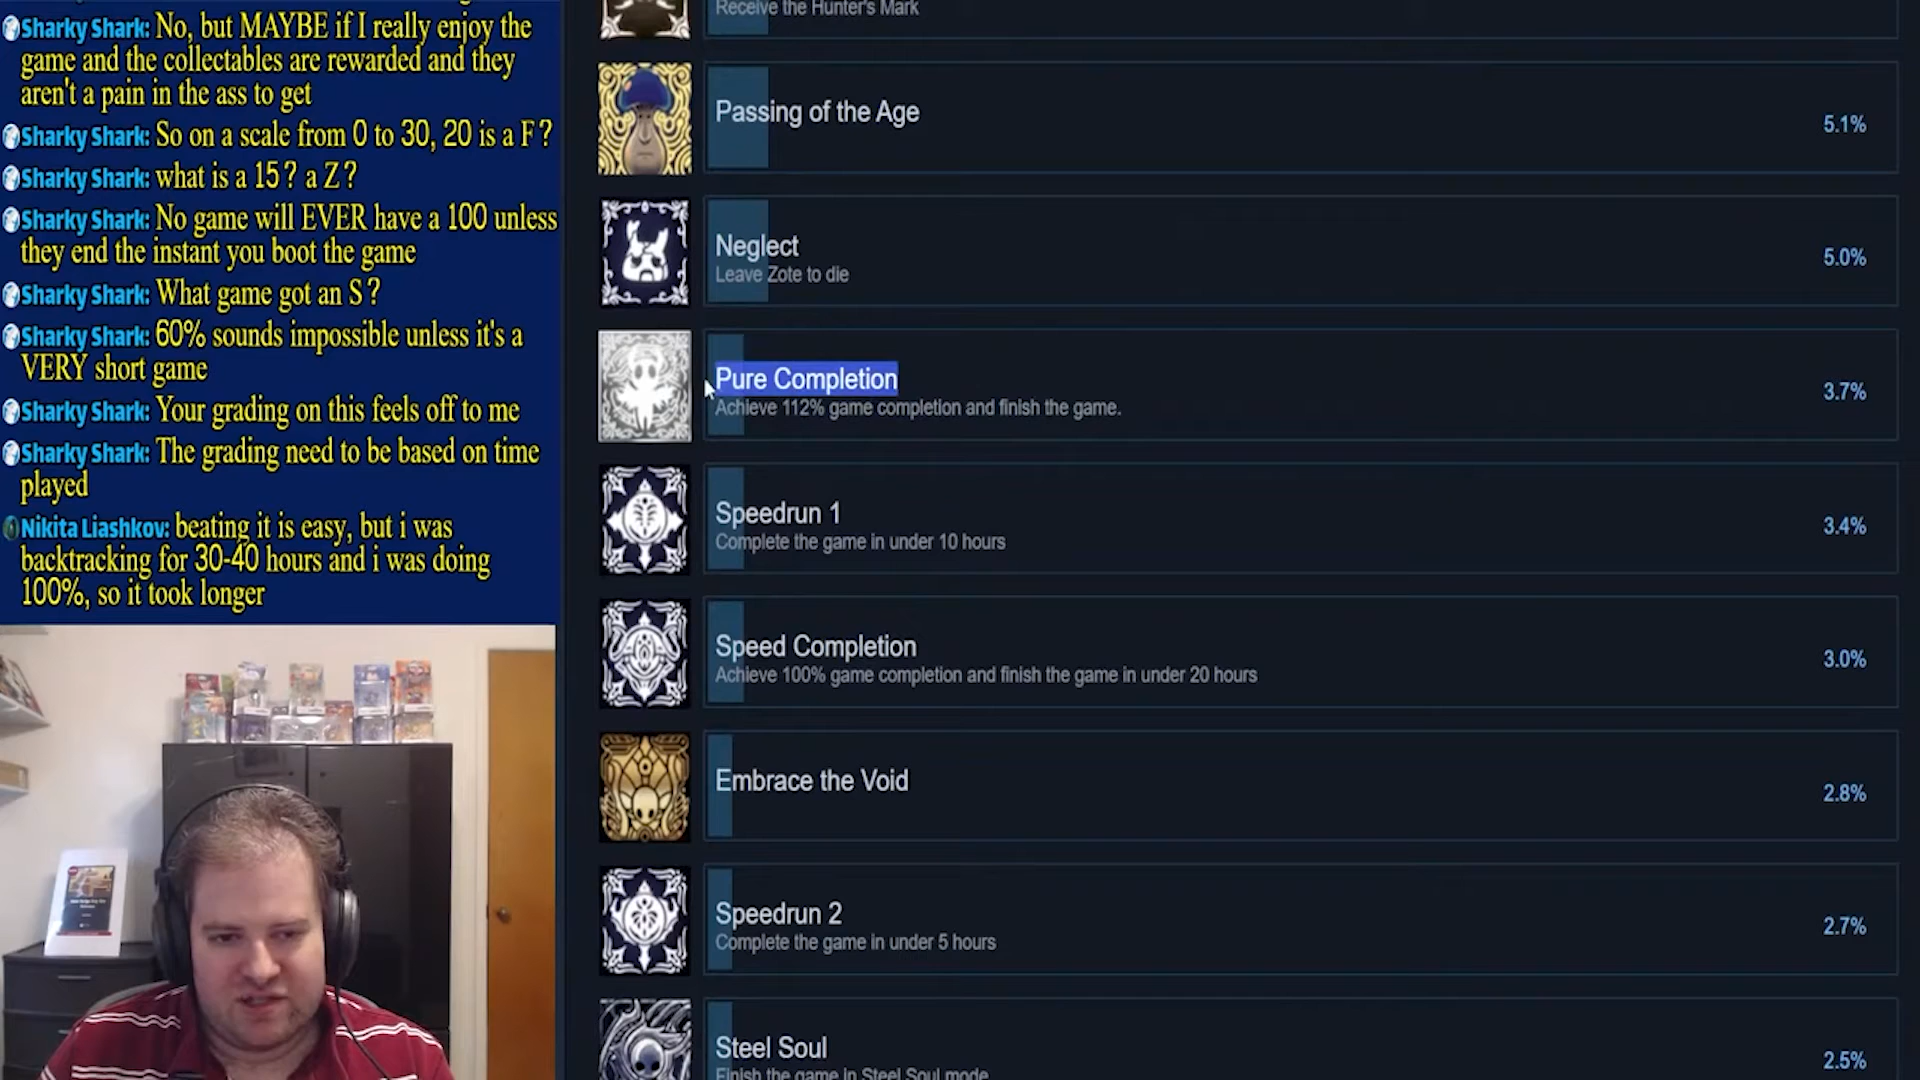 Sharky Shark: No, but MAYBE if I really enjoy the
game and the collectables are rewarded and they
aren't a pain in the ass to get
Sharky Shark: So on a scale from 0 to 30, 20 is a F?
Sharky Shark: what is a 15? a Z?
Sharky Shark: No game will EVER have a 100 unless
they end the instant you boot the game
Sharky Shark: What game got an S?
Sharky Shark: 60% sounds impossible unless it's a
VERY short game
Sharky Shark: Your grading on this feels off to me
Sharky Shark: The grading need to be based on time
played
Nikita Liashkov: beating it is easy, but i was
backtracking for 30-40 hours and i was doing
100%, so it took longer
Receive the Hunter's Mark
Passing of the Age
5.1%
Neglect
Leave Zote to die
5.0%
Pure Completion
Achieve 112% game completion and finish the game.
3.7%
Speedrun 1
Complete the game in under 10 hours
3.4%
Speed Completion
Achieve 100% game completion and finish the game in under 20 hours
3.0%
Embrace the Void
2.8%
Speedrun 2
Complete the game in under 5 hours
2.7%
Steel Soul
Finish the game in Steel Soul mode
2.5%